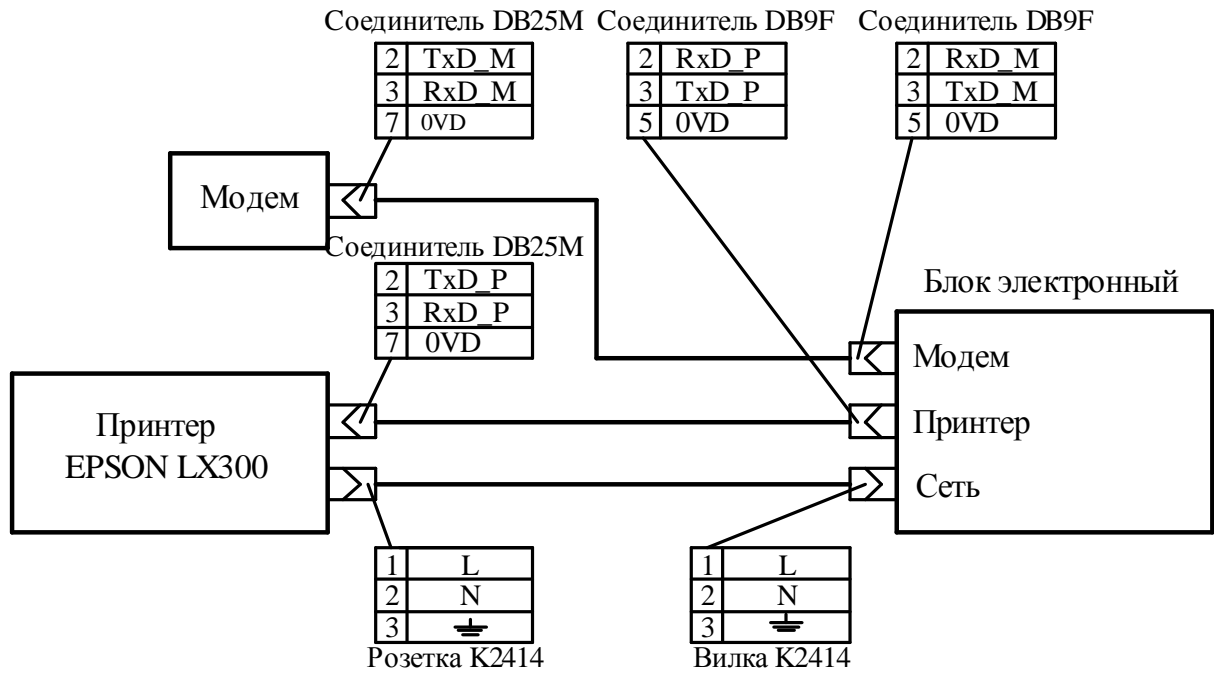 Соединитель DB25M
2 TxD_M
3 RxD_M
7 0VD
Соединитель DB9F
2 RxD_P
3 TxD_P
5 0VD
Соединитель DB9F
2 RxD_M
3 TxD_M
5 0VD
Модем
Соединитель DB25M
2 TxD_P
3 RxD_P
7 0VD
Блок электронный
Модем
Принтер
Сеть
Принтер
EPSON LX300
1 L
2 N
3
Розетка К2414
1 L
2 N
3
Вилка К2414